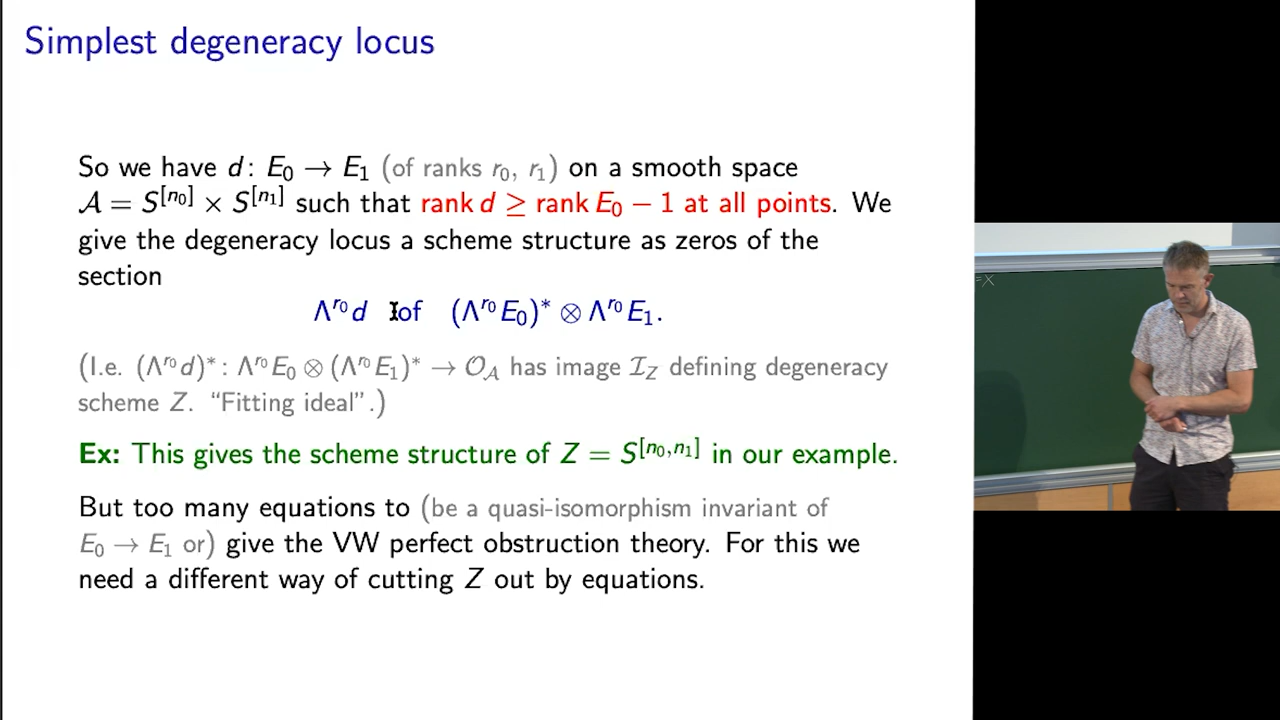 Simplest degeneracy locus
So we have d: E₀ → E₁ (of ranks r₀, r₁) on a smooth space
𝒜 = S^[n₀] × S^[n₁] such that rank d ≥ rank E₀ − 1 at all points. We
give the degeneracy locus a scheme structure as zeros of the
section
Λ^r₀ d of (Λ^r₀ E₀)* ⊗ Λ^r₀ E₁.
(I.e. (Λ^r₀ d)*: Λ^r₀ E₀ ⊗ (Λ^r₀ E₁)* → 𝒪_𝒜 has image ℐ_Z defining degeneracy
scheme Z. “Fitting ideal”.)
Ex: This gives the scheme structure of Z = S^[n₀,n₁] in our example.
But too many equations to (be a quasi-isomorphism invariant of
E₀ → E₁ or) give the VW perfect obstruction theory. For this we
need a different way of cutting Z out by equations.